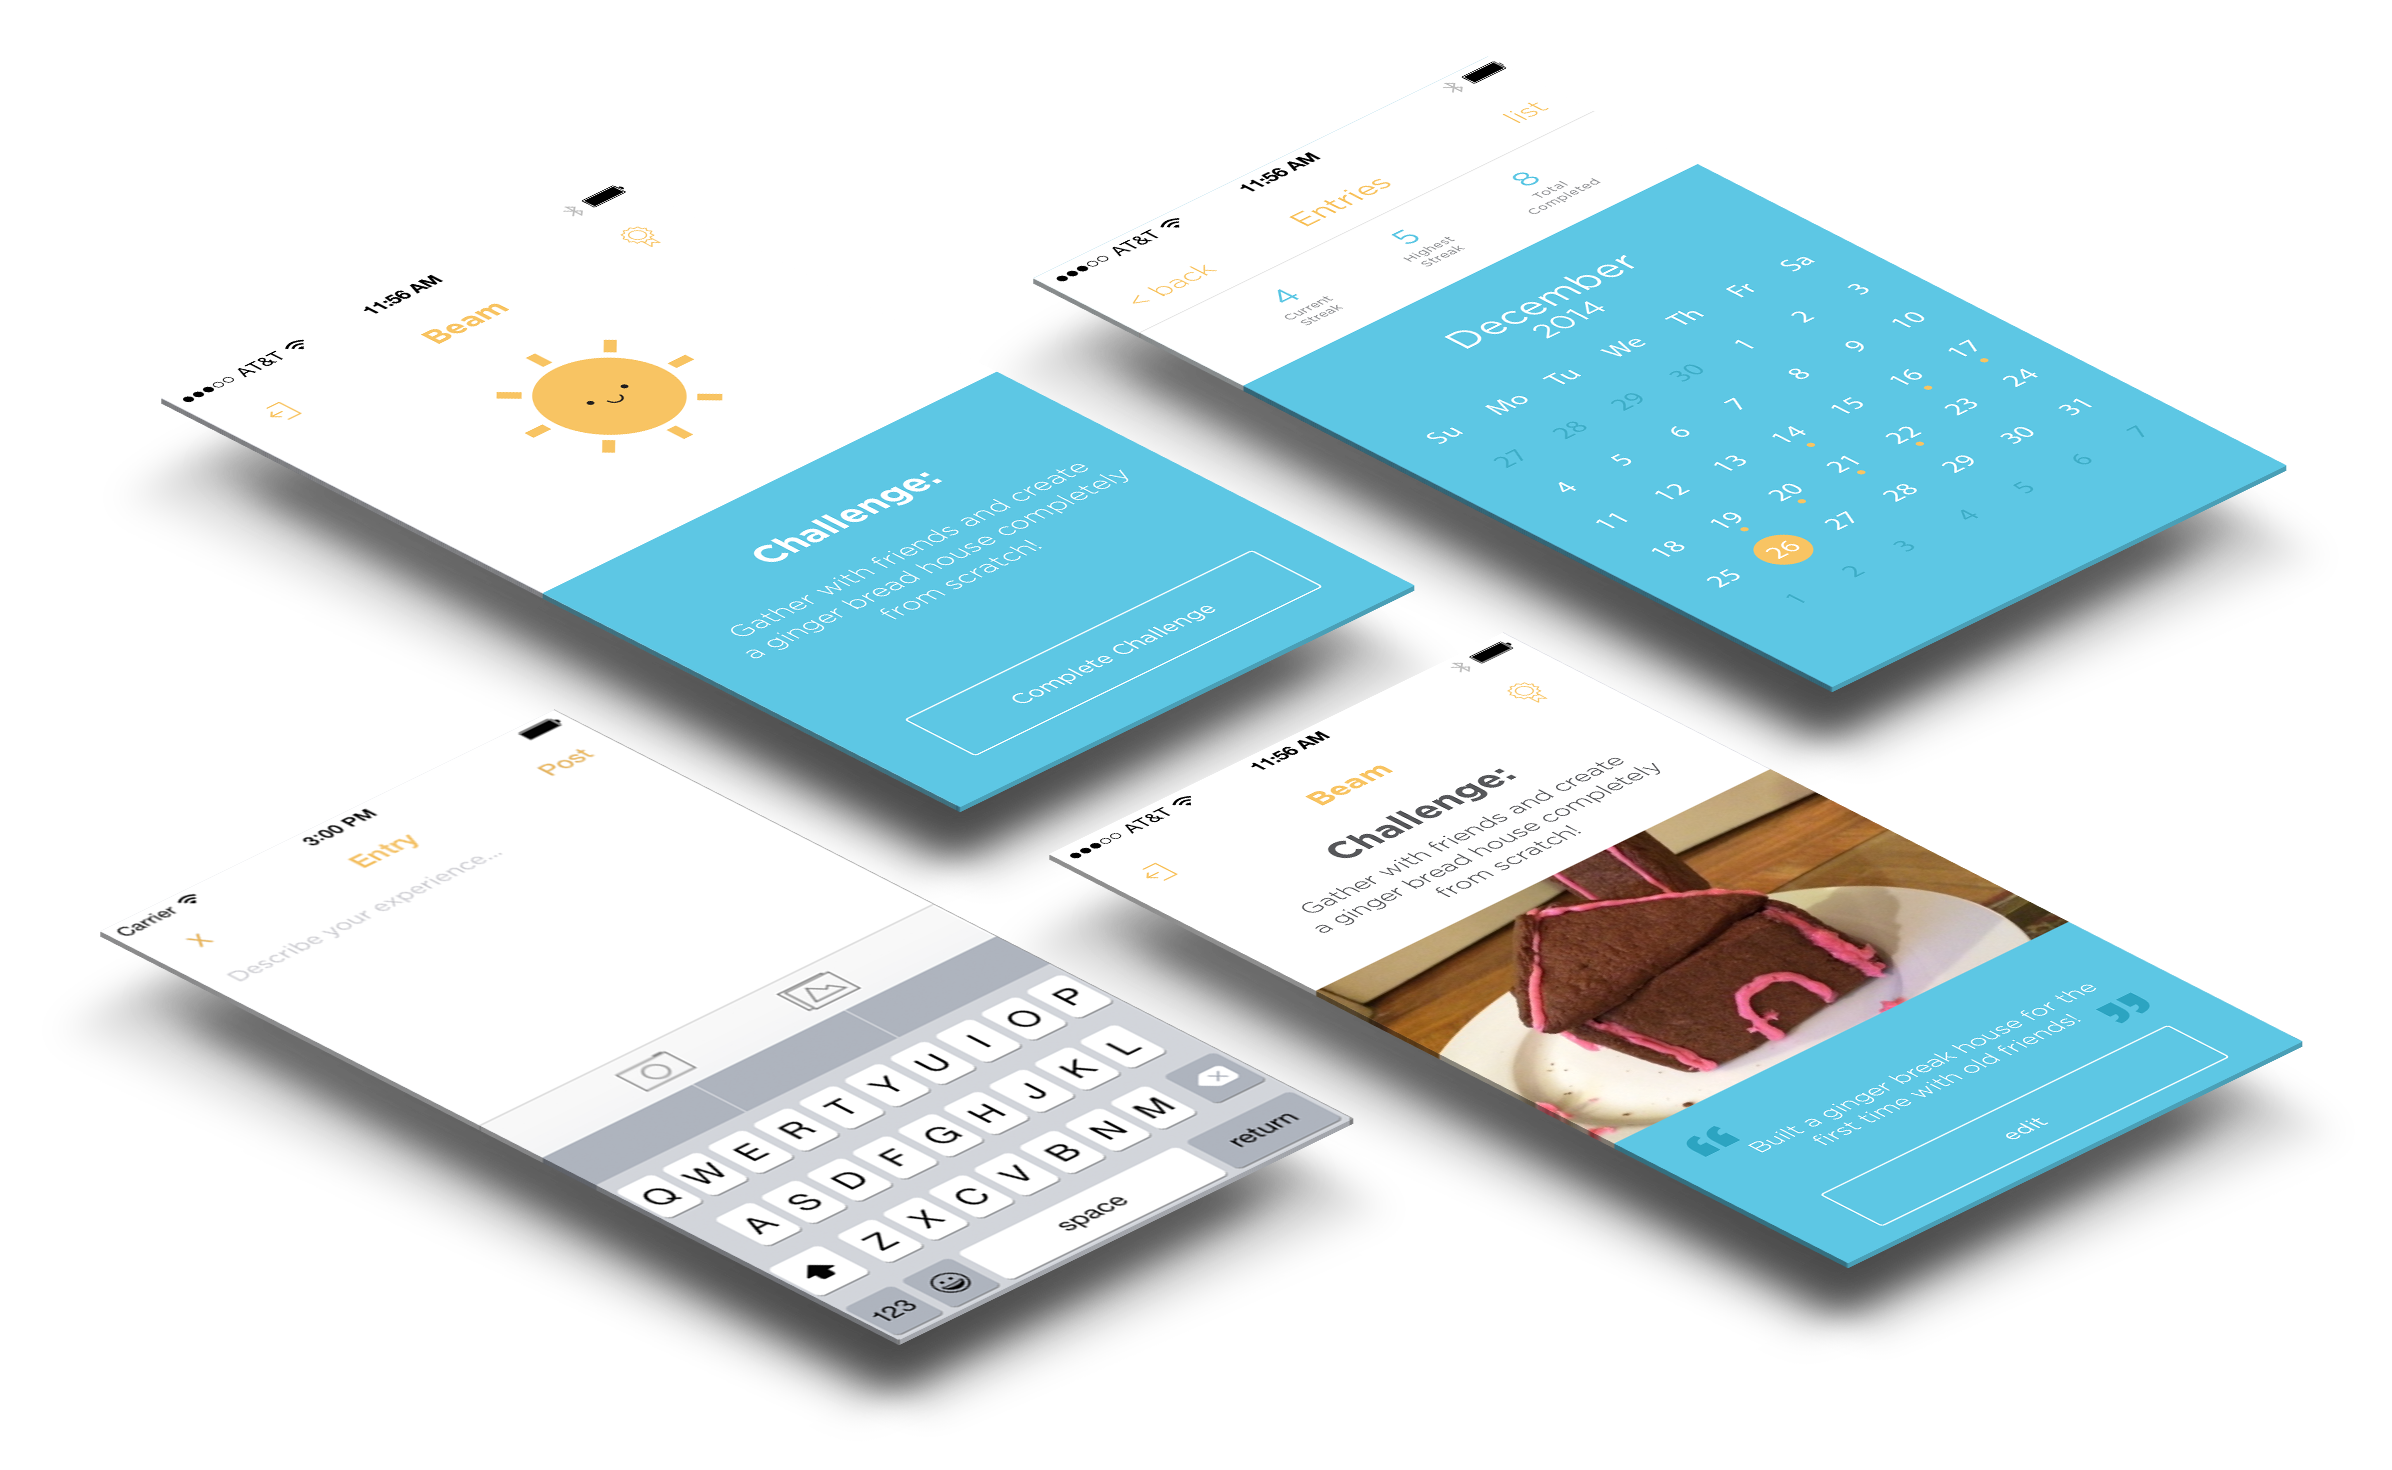 AT&T 11:56 AM
Beam
Challenge:
Gather with friends and create
a ginger bread house completely
from scratch!
Complete Challenge
AT&T 11:56 AM
< back Entries list
4 5 8
Current Highest Total
Streak Streak Completed
December
2014
Su Mo Tu We Th Fr Sa
27 28 29 30 1 2 3
4 5 6 7 8 9 10
11 12 13 14 15 16 17
18 19 20 21 22 23 24
25 26 27 28 29 30 31
1 2 3 4 5 6 7
Carrier 3:00 PM
X Entry Post
Describe your experience...
Q W E R T Y U I O P
A S D F G H J K L
Z X C V B N M
123 space return
AT&T 11:56 AM
Beam
Challenge:
Gather with friends and create
a ginger bread house completely
from scratch!
“ Built a ginger break house for the
first time with old friends! ”
edit